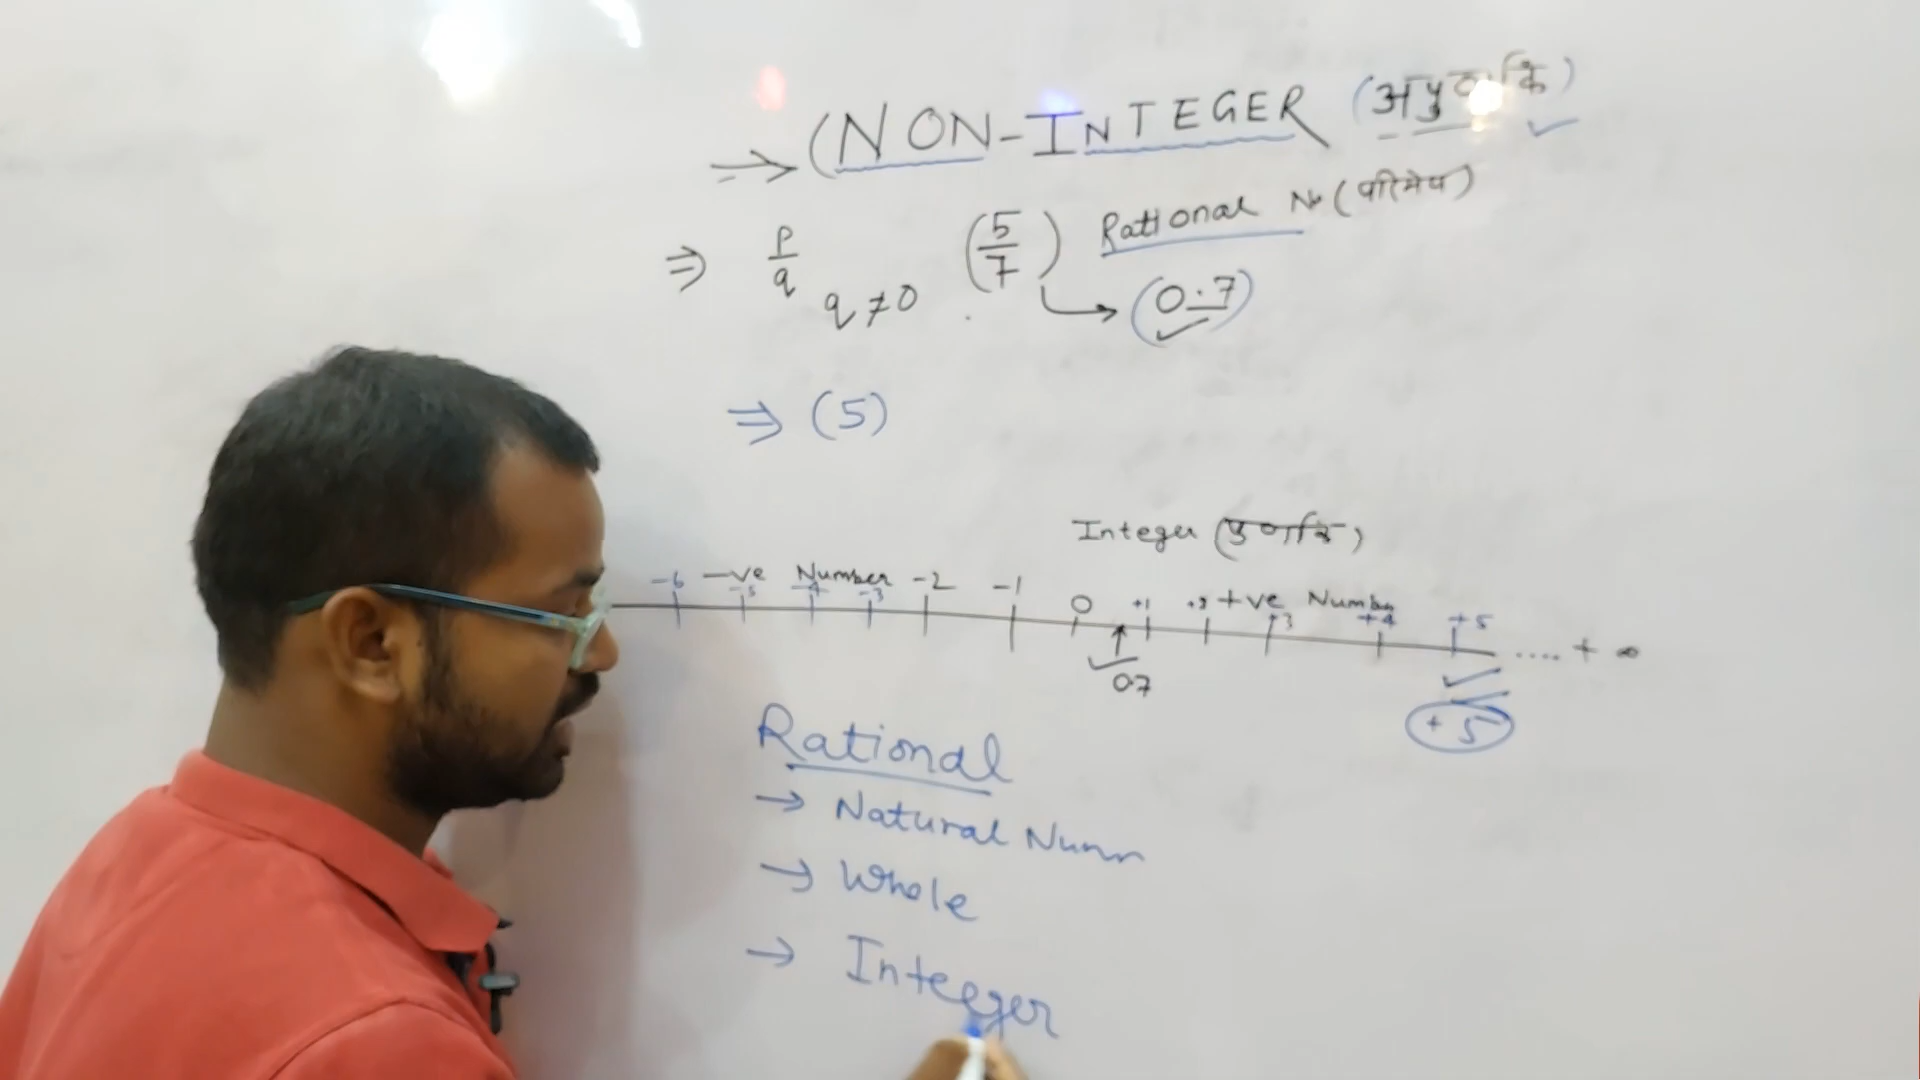 ⇒ (NON-INTEGER (अपुर्णांक)
⇒ p/q q≠0 (5/7) Rational No (परिमेय)
→ (0.7)
⇒ (5)
Integer (पुर्णांक)
-ve Number +ve Number
-6 -5 -4 -3 -2 -1 0 +1 +2 +3 +4 +5 .... + ∞
0.7
+5
Rational
→ Natural Num
→ Whole
→ Integer